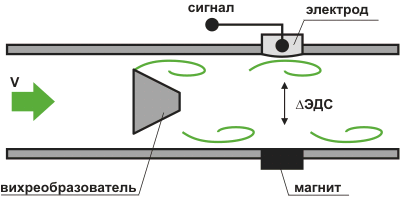 сигнал
электрод
V
ΔЭДС
вихреобразователь
магнит